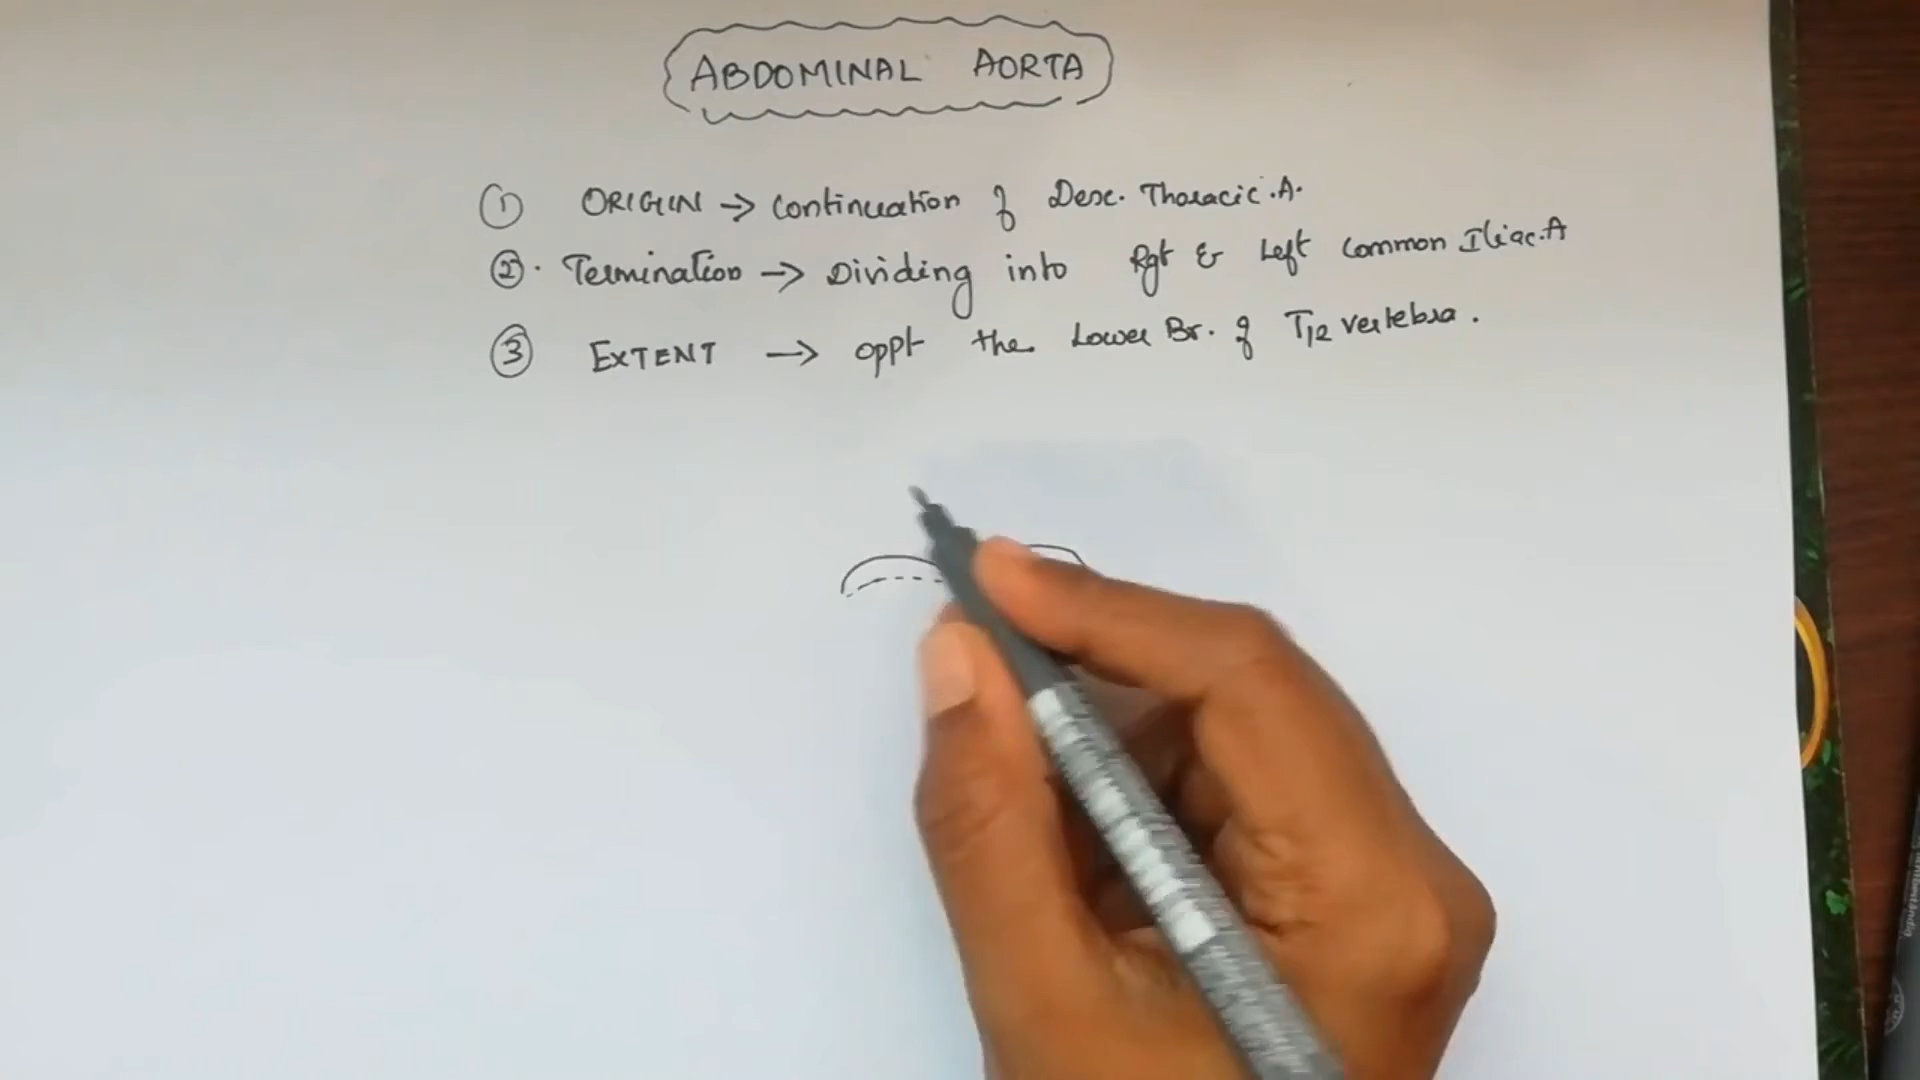 ABDOMINAL AORTA
① ORIGIN → Continuation of Desc. Thoracic.A.
②. Termination → Dividing into Rgt & Left Common Iliac.A
③ EXTENT → oppt the Lower Br. of T12 vertebra.